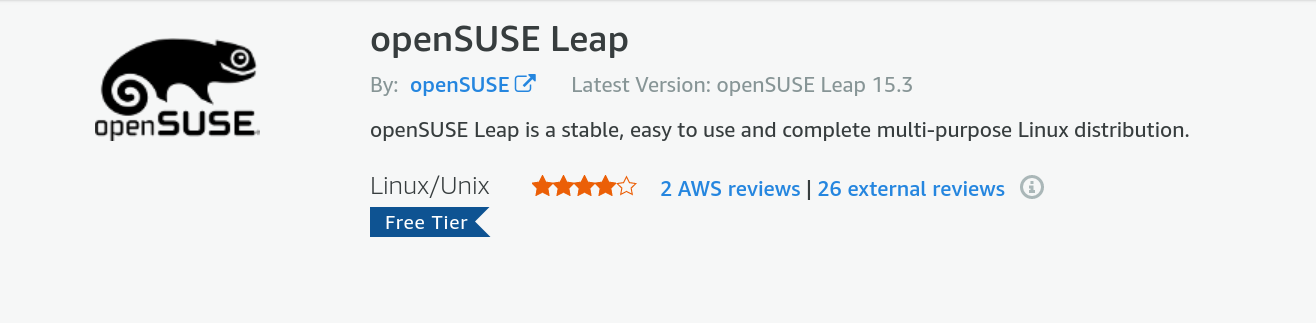 openSUSE
openSUSE Leap
By: openSUSE Latest Version: openSUSE Leap 15.3
openSUSE Leap is a stable, easy to use and complete multi-purpose Linux distribution.
Linux/Unix 2 AWS reviews | 26 external reviews
Free Tier